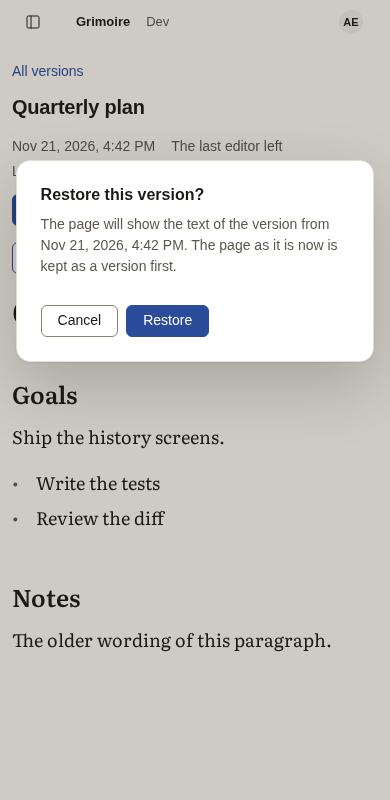 Grimoire Dev AE
All versions
Quarterly plan
Nov 21, 2026, 4:42 PM The last editor left
Restore this version?
The page will show the text of the version from
Nov 21, 2026, 4:42 PM. The page as it is now is
kept as a version first.
Cancel Restore
Goals
Ship the history screens.
• Write the tests
• Review the diff
Notes
The older wording of this paragraph.